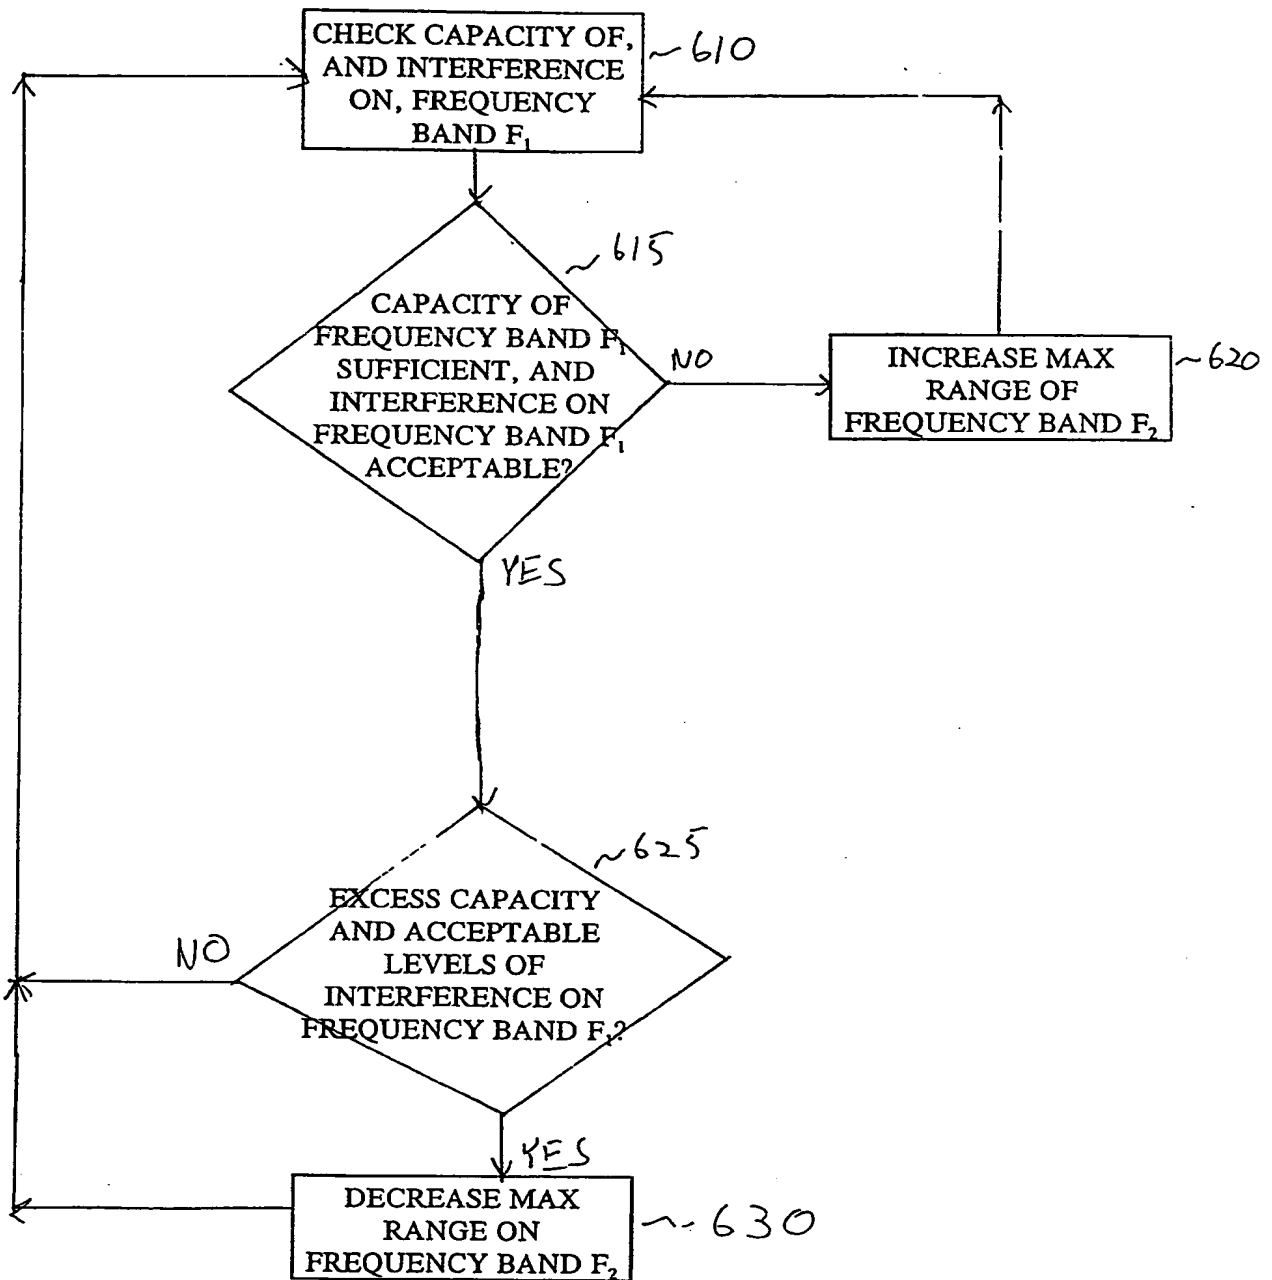 CHECK CAPACITY OF,
AND INTERFERENCE
ON, FREQUENCY
BAND F₁
~610
~615
CAPACITY OF
FREQUENCY BAND F₁
SUFFICIENT, AND
INTERFERENCE ON
FREQUENCY BAND F₁
ACCEPTABLE?
NO
INCREASE MAX
RANGE OF
FREQUENCY BAND F₂
~620
YES
~625
EXCESS CAPACITY
AND ACCEPTABLE
LEVELS OF
INTERFERENCE ON
FREQUENCY BAND F₁?
NO
YES
DECREASE MAX
RANGE ON
FREQUENCY BAND F₂
~630